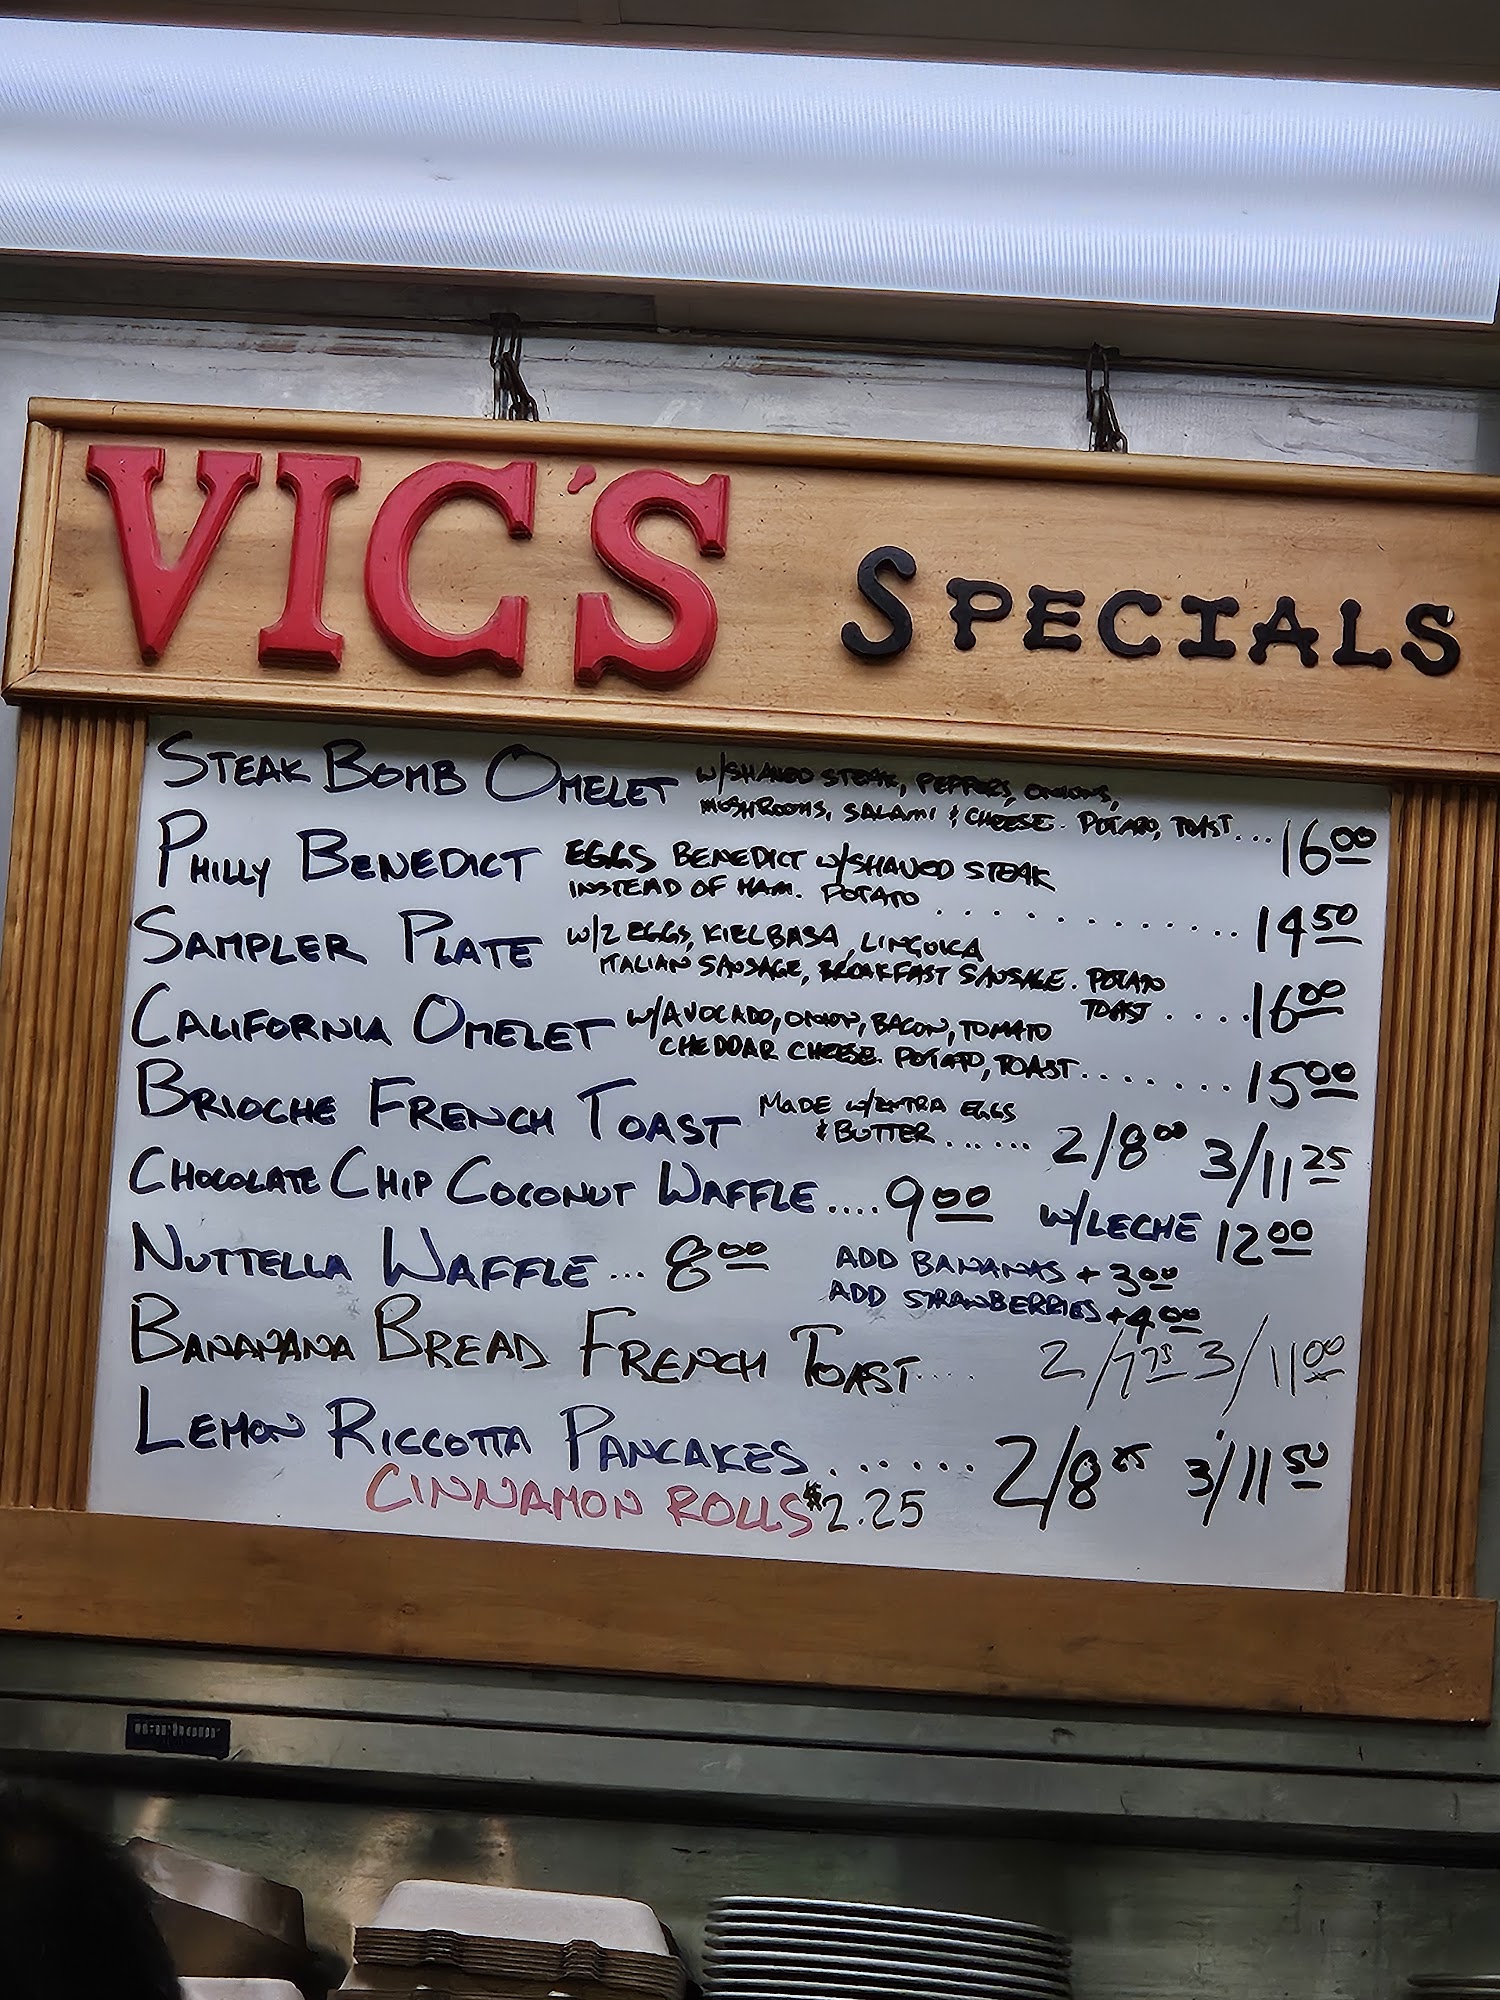 VIC'S SPECIALS
STEAK BOMB OMELET W/SHAVED STEAK, PEPPERS, ONIONS,
MUSHROOMS, SALAMI & CHEESE. POTATO, TOAST... 16.00
PHILLY BENEDICT EGGS BENEDICT W/SHAVED STEAK
INSTEAD OF HAM. POTATO ............. 14.50
SAMPLER PLATE W/2 EGGS, KIELBASA, LINGUICA
ITALIAN SAUSAGE, BREAKFAST SAUSAGE. POTATO
TOAST .... 16.00
CALIFORNIA OMELET W/AVOCADO, ONION, BACON, TOMATO
CHEDDAR CHEESE. POTATO, TOAST........ 15.00
BRIOCHE FRENCH TOAST MADE W/EXTRA EGGS
& BUTTER ...... 2/8.00 3/11.25
CHOCOLATE CHIP COCONUT WAFFLE .... 9.00 W/LECHE 12.00
NUTTELLA WAFFLE ... 8.00 ADD BANANAS + 3.00
ADD STRAWBERRIES + 4.00
BANANANA BREAD FRENCH TOAST .... 2/7.75 3/11.00
LEMON RICCOTTA PANCAKES ....... 2/8.25 3/11.50
CINNAMON ROLLS $2.25